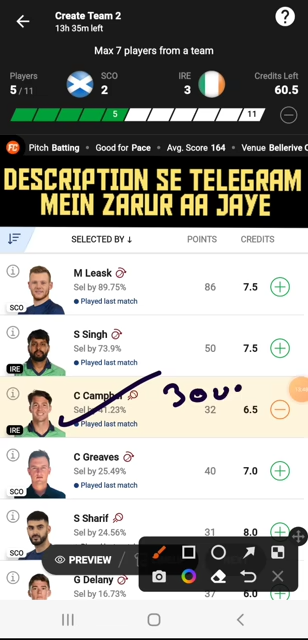 Create Team 2
13h 35m left
?
Max 7 players from a team
Players
5 / 11
SCO
2
IRE
3
Credits Left
60.5
5
11
FC Pitch Batting • Good for Pace • Avg. Score 164 • Venue Bellerive O
DESCRIPTION SE TELEGRAM
MEIN ZARUR AA JAYE
SELECTED BY ↓ POINTS CREDITS
M Leask
Sel by 89.75%
Played last match
SCO
86
7.5
S Singh
Sel by 73.9%
Played last match
IRE
50
7.5
C Campher
Sel by 41.23%
Played last match
IRE
32
6.5
C Greaves
Sel by 25.49%
Played last match
SCO
40
7.0
S Sharif
Sel by 24.56%
SCO
31
8.0
PREVIEW
G Delany
Sel by 16.73%
37
6.0